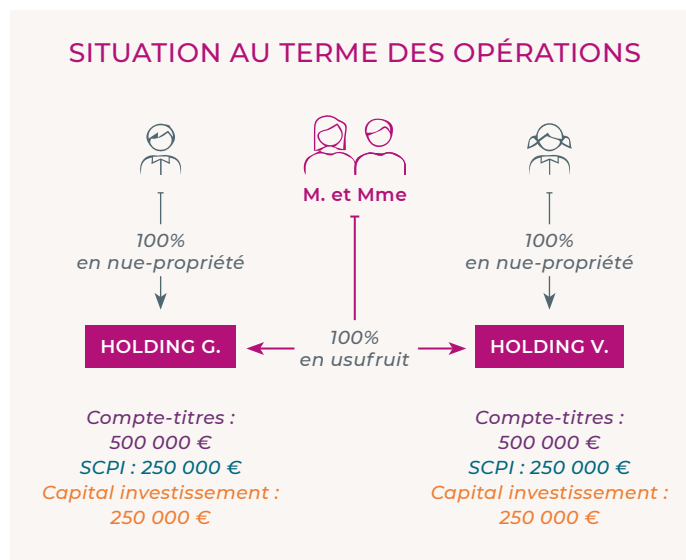 SITUATION AU TERME DES OPÉRATIONS
M. et Mme
100%
en nue-propriété
100%
en nue-propriété
HOLDING G.
100%
en usufruit
HOLDING V.
Compte-titres :
500 000 €
SCPI : 250 000 €
Capital investissement :
250 000 €
Compte-titres :
500 000 €
SCPI : 250 000 €
Capital investissement :
250 000 €